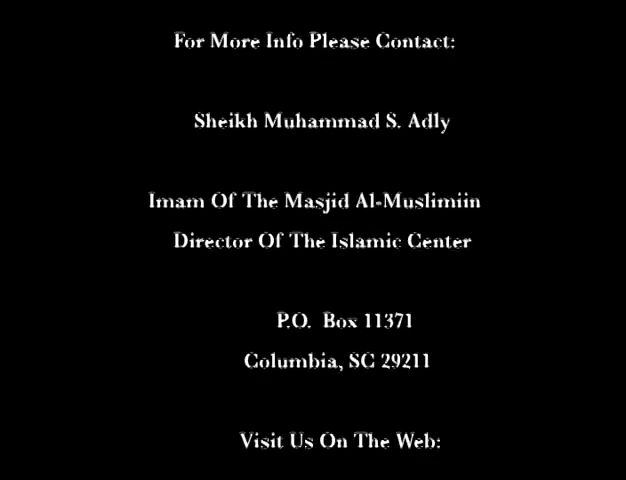 For More Info Please Contact:
Sheikh Muhammad S. Adly
Imam Of The Masjid Al-Muslimiin
Director Of The Islamic Center
P.O. Box 11371
Columbia, SC 29211
Visit Us On The Web: